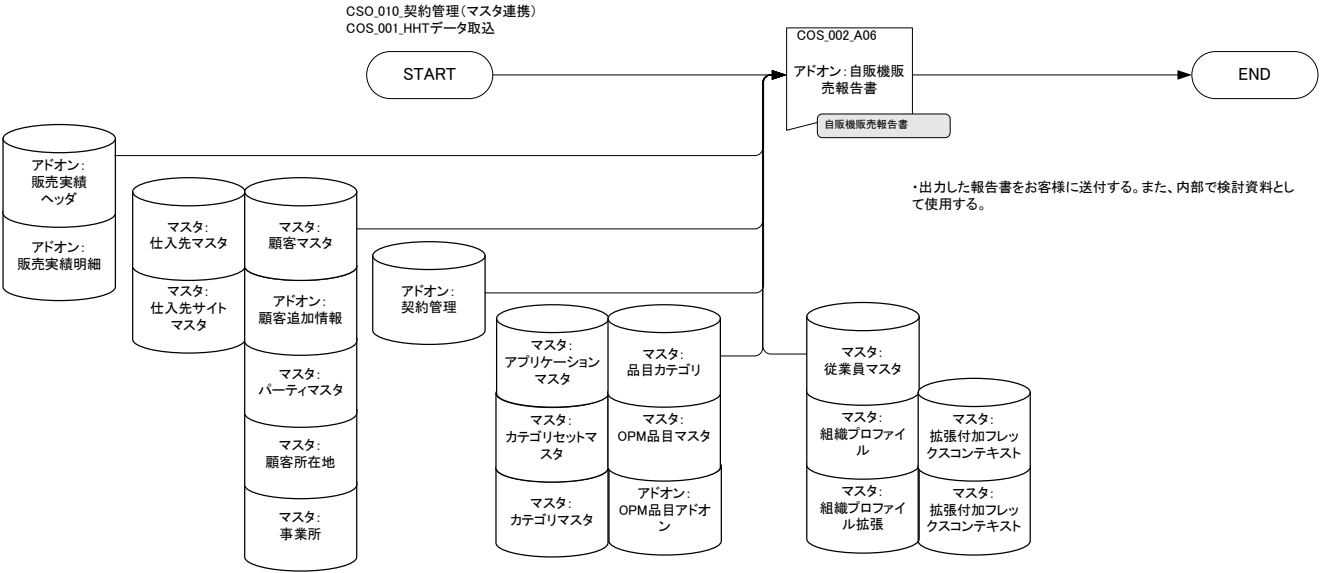 CSO_010_契約管理（マスタ連携）
COS_001_HHTデータ取込
START
COS_002_A06
アドオン：自販機販
売報告書
自販機販売報告書
END
・出力した報告書をお客様に送付する。また、内部で検討資料とし
て使用する。
アドオン：
販売実績
ヘッダ
アドオン：
販売実績明細
マスタ：
仕入先マスタ
マスタ：
仕入先サイト
マスタ
マスタ：
顧客マスタ
アドオン：
顧客追加情報
マスタ：
パーティマスタ
マスタ：
顧客所在地
マスタ：
事業所
アドオン：
契約管理
マスタ：
アプリケーション
マスタ
マスタ：
カテゴリセットマ
スタ
マスタ：
カテゴリマスタ
マスタ：
品目カテゴリ
マスタ：
OPM品目マスタ
アドオン：
OPM品目アドオ
ン
マスタ：
従業員マスタ
マスタ：
組織プロファイ
ル
マスタ：
組織プロファイ
ル拡張
マスタ：
拡張付加フレッ
クスコンテキスト
マスタ：
拡張付加フレッ
クスコンテキスト